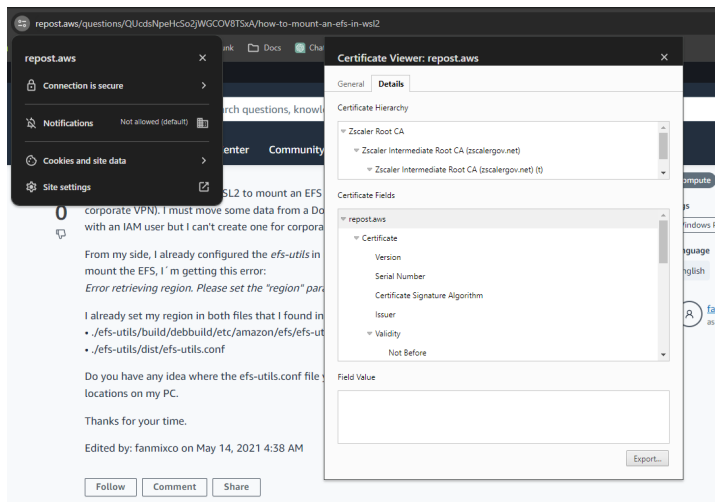 repost.aws/questions/QUcdsNpeHcSo2jWGCOV8TSxA/how-to-mount-an-efs-in-wsl2
Docs
repost.aws
Connection is secure
Notifications
Not allowed (default)
Cookies and site data
Site settings
Certificate Viewer: repost.aws
General
Details
Certificate Hierarchy
Zscaler Root CA
Zscaler Intermediate Root CA (zscalergov.net)
Zscaler Intermediate Root CA (zscalergov.net) (t)
Certificate Fields
repost.aws
Certificate
Version
Serial Number
Certificate Signature Algorithm
Issuer
Validity
Not Before
Field Value
Export...
Community
to mount an EFS
0
corporate VPN). I must move some data from a
with an IAM user but I can't create one for
From my side, I already configured the efs-utils in
mount the EFS, I´m getting this error:
Error retrieving region. Please set the "region"
I already set my region in both files that I found in
• ./efs-utils/build/debbuild/etc/amazon/efs/
• ./efs-utils/dist/efs-utils.conf
Do you have any idea where the efs-utils.conf file
locations on my PC.
Thanks for your time.
Edited by: fanmixco on May 14, 2021 4:38 AM
Follow
Comment
Share